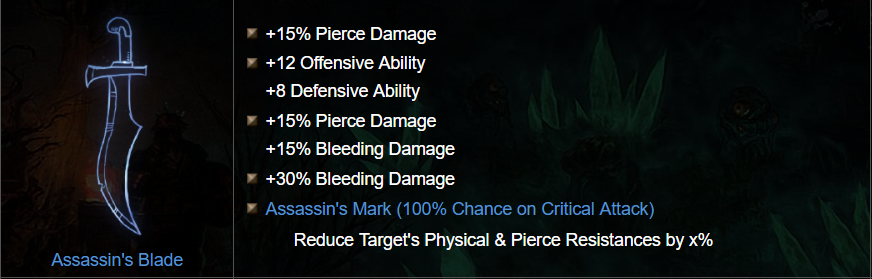 +15% Pierce Damage
+12 Offensive Ability
+8 Defensive Ability
+15% Pierce Damage
+15% Bleeding Damage
+30% Bleeding Damage
Assassin's Mark (100% Chance on Critical Attack)
Reduce Target's Physical & Pierce Resistances by x%
Assassin's Blade